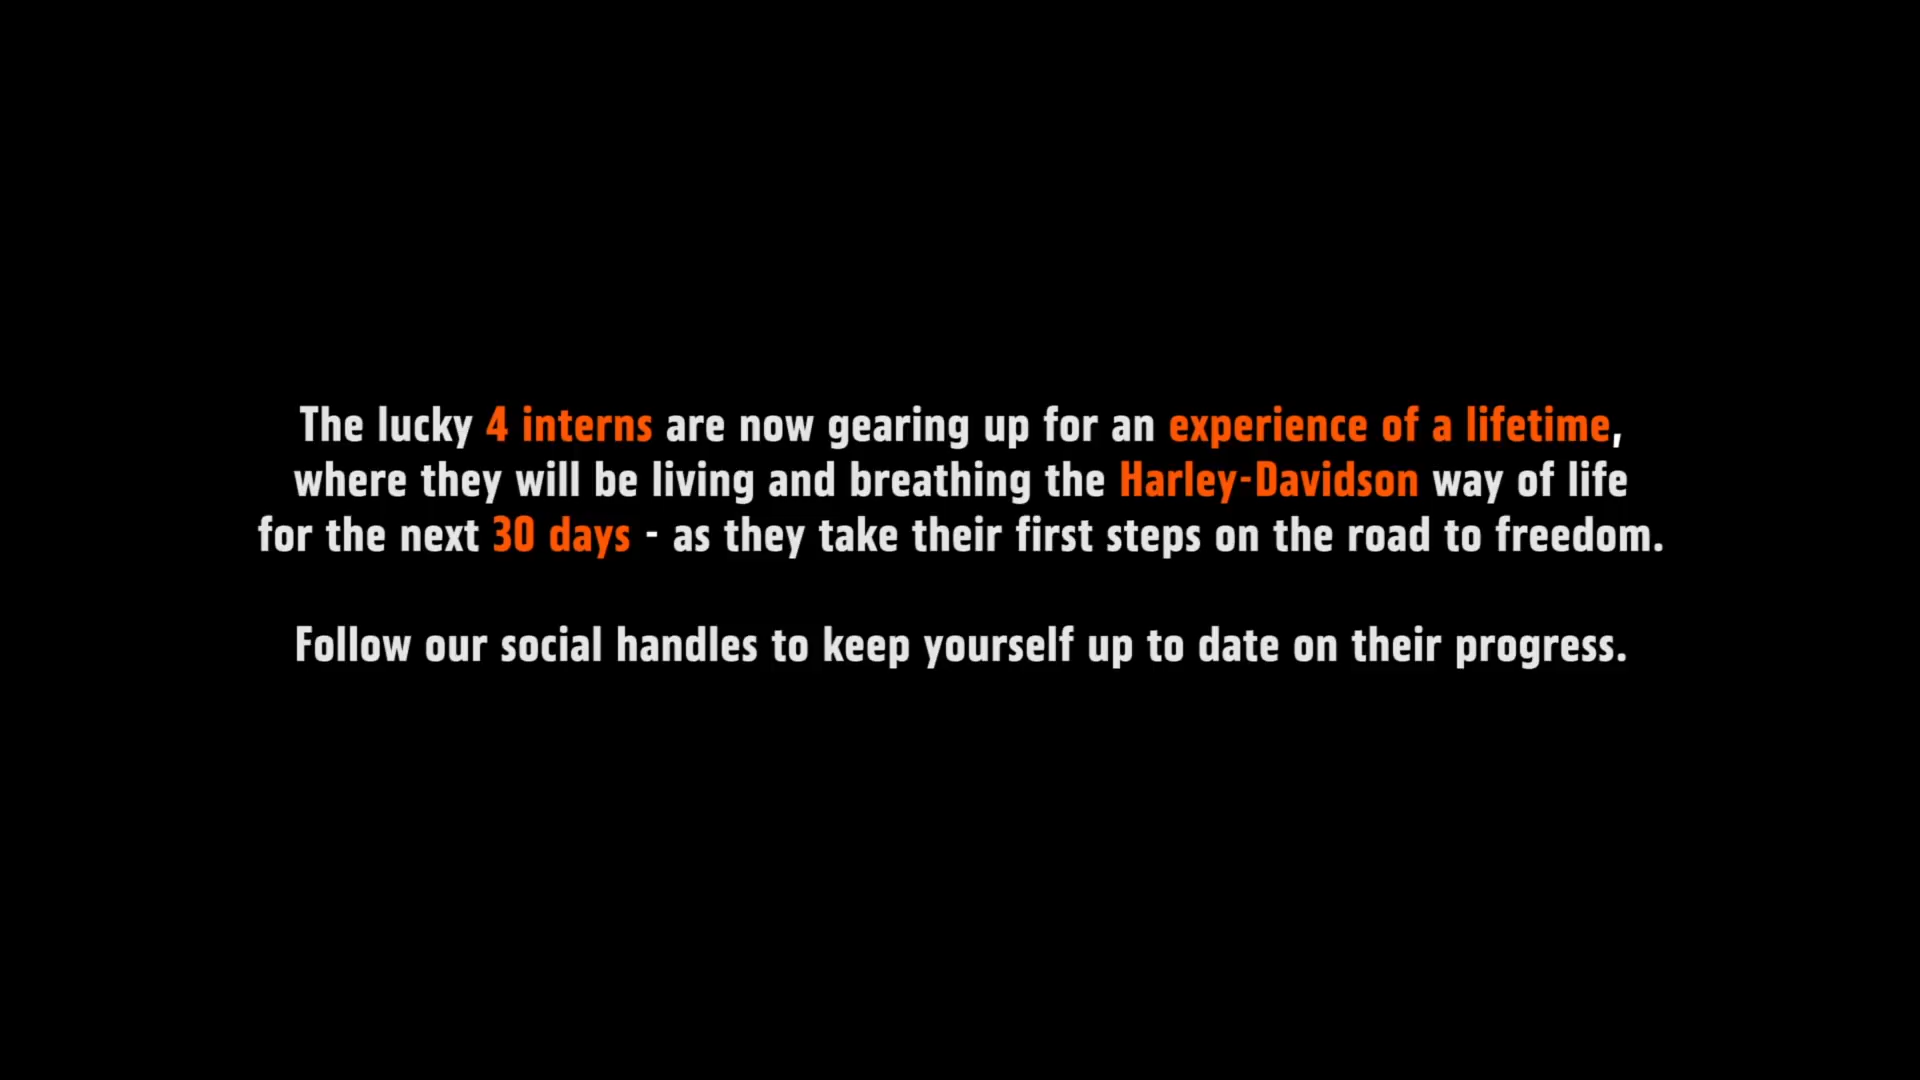 The lucky 4 interns are now gearing up for an experience of a lifetime,
where they will be living and breathing the Harley-Davidson way of life
for the next 30 days - as they take their first steps on the road to freedom.
Follow our social handles to keep yourself up to date on their progress.